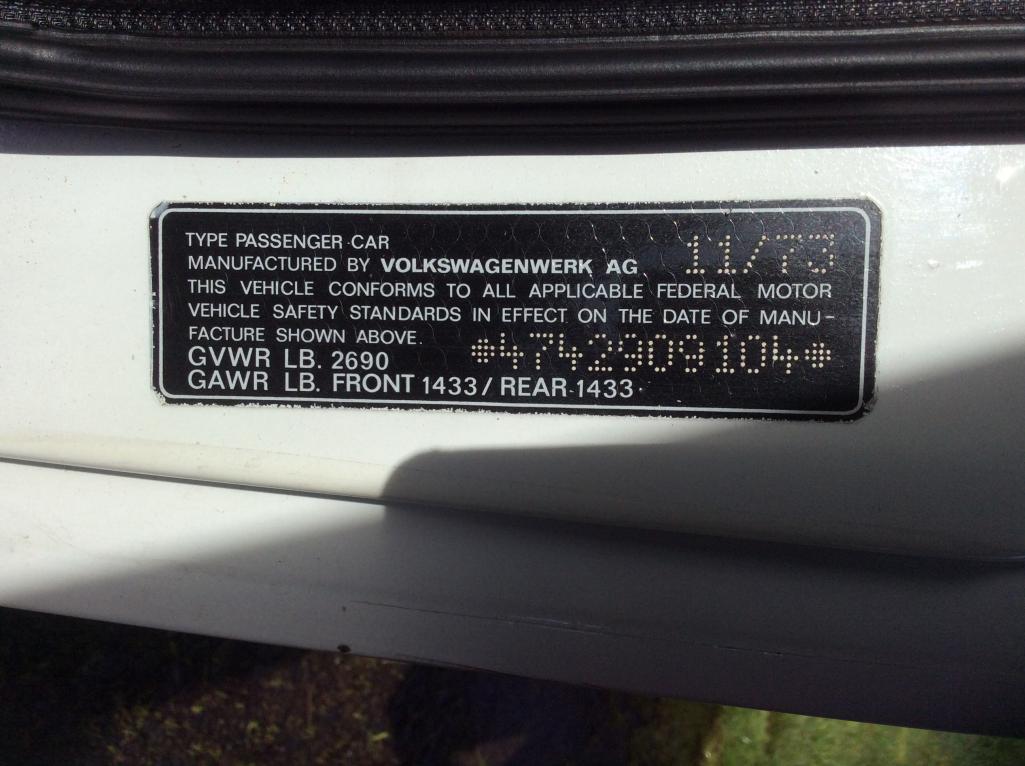 TYPE PASSENGER CAR 11/73
MANUFACTURED BY VOLKSWAGENWERK AG
THIS VEHICLE CONFORMS TO ALL APPLICABLE FEDERAL MOTOR
VEHICLE SAFETY STANDARDS IN EFFECT ON THE DATE OF MANU-
FACTURE SHOWN ABOVE.
*4742909104*
GVWR LB. 2690
GAWR LB. FRONT 1433/ REAR 1433